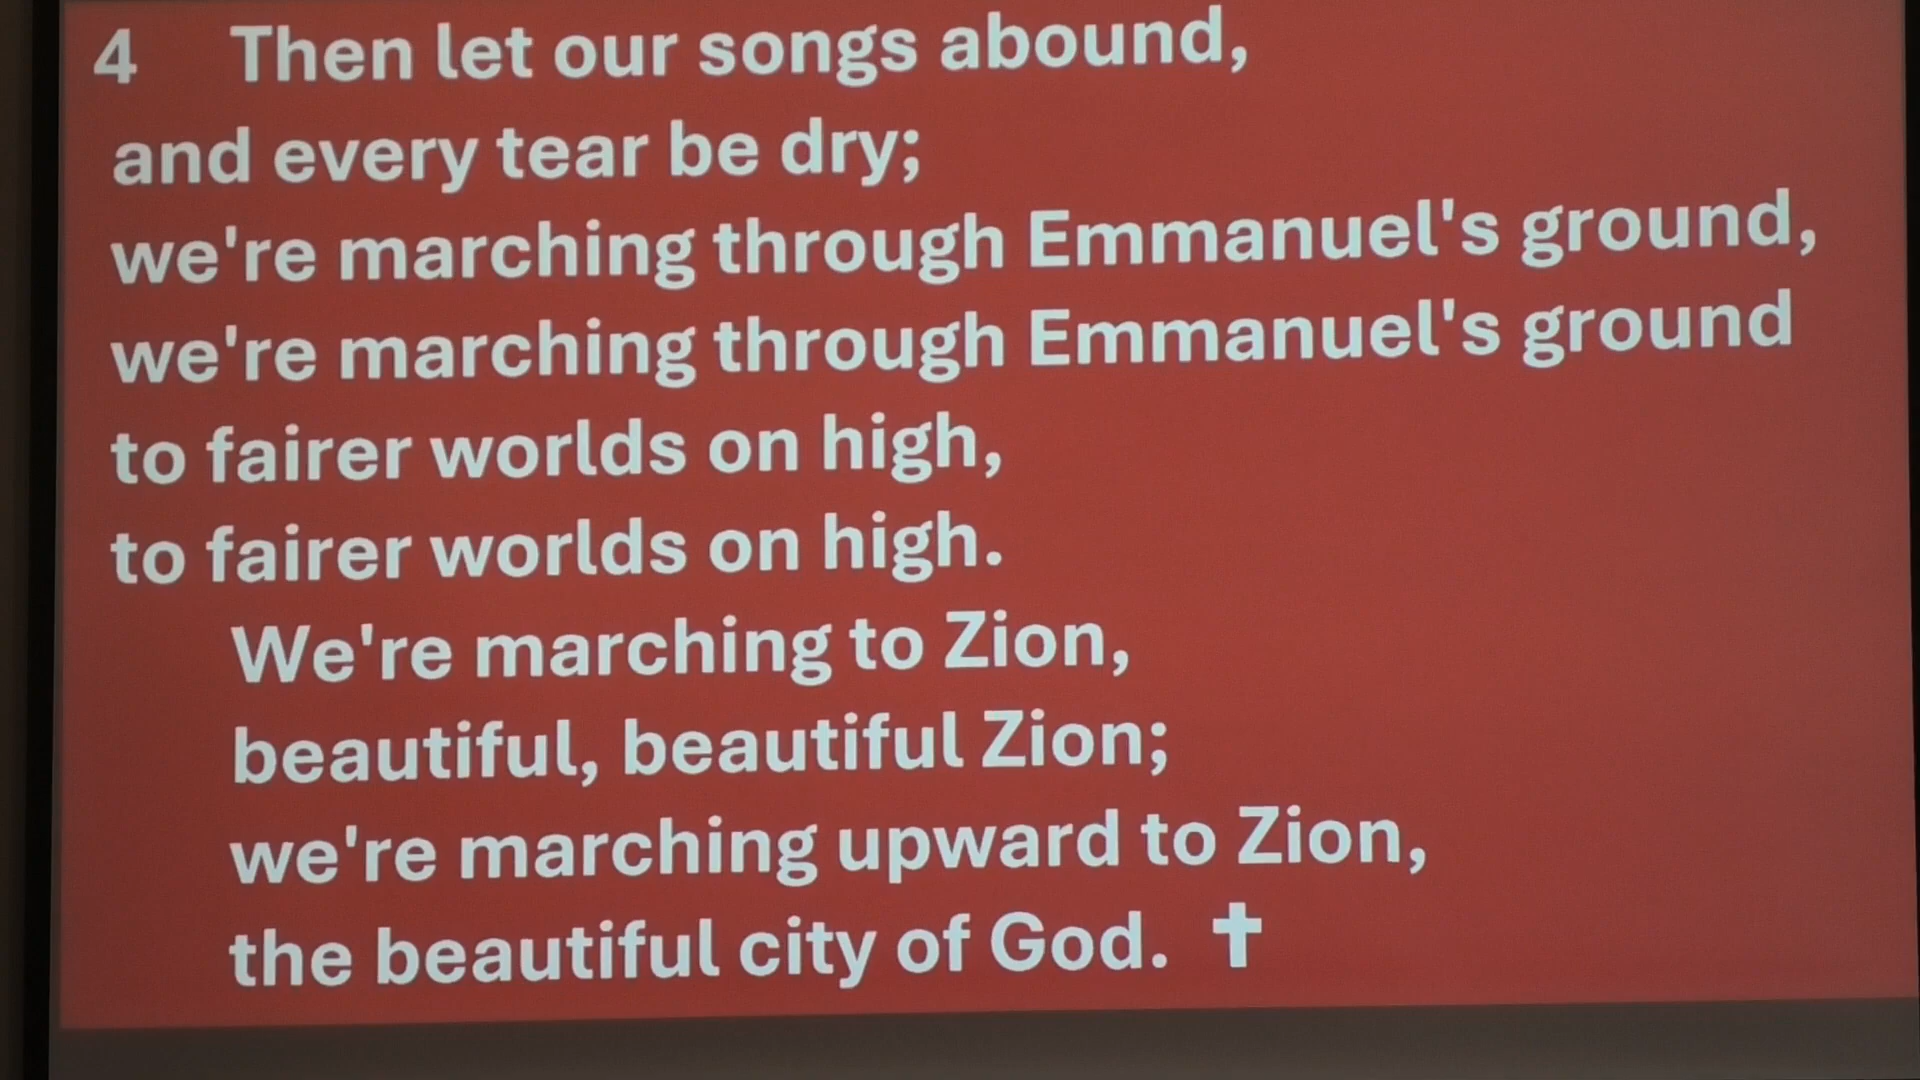 4 Then let our songs abound,
and every tear be dry;
we're marching through Emmanuel's ground,
we're marching through Emmanuel's ground
to fairer worlds on high,
to fairer worlds on high.
We're marching to Zion,
beautiful, beautiful Zion;
we're marching upward to Zion,
the beautiful city of God. ✝